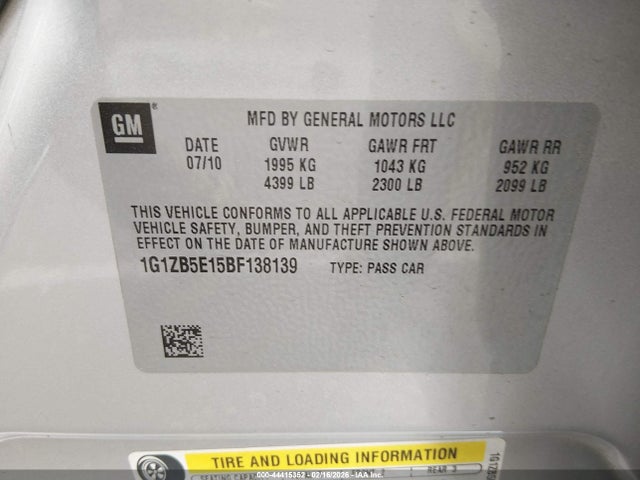 GM ®
MFD BY GENERAL MOTORS LLC
DATE GVWR GAWR FRT GAWR RR
07/10 1995 KG 1043 KG 952 KG
4399 LB 2300 LB 2099 LB
THIS VEHICLE CONFORMS TO ALL APPLICABLE U.S. FEDERAL MOTOR
VEHICLE SAFETY, BUMPER, AND THEFT PREVENTION STANDARDS IN
EFFECT ON THE DATE OF MANUFACTURE SHOWN ABOVE.
1G1ZB5E15BF138139 TYPE: PASS CAR
TIRE AND LOADING INFORMATION
REAR 3
000-44415352 - 02/16/2026 - IAA Inc.